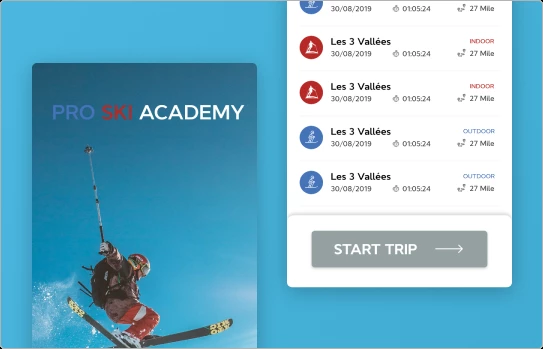 PRO SKI ACADEMY
30/08/2019 01:05:24 27 Mile
Les 3 Vallées INDOOR
30/08/2019 01:05:24 27 Mile
Les 3 Vallées INDOOR
30/08/2019 01:05:24 27 Mile
Les 3 Vallées OUTDOOR
30/08/2019 01:05:24 27 Mile
Les 3 Vallées OUTDOOR
30/08/2019 01:05:24 27 Mile
START TRIP